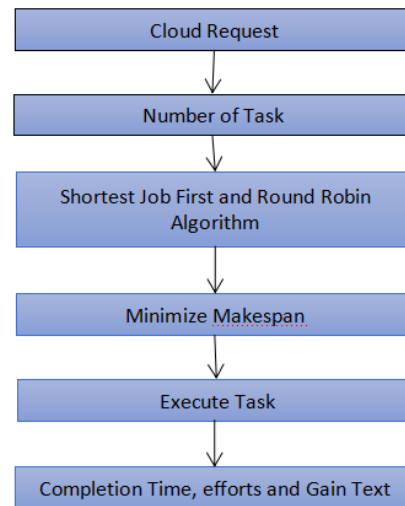 Cloud Request
Number of Task
Shortest Job First and Round Robin
Algorithm
Minimize Makespan
Execute Task
Completion Time, efforts and Gain Text